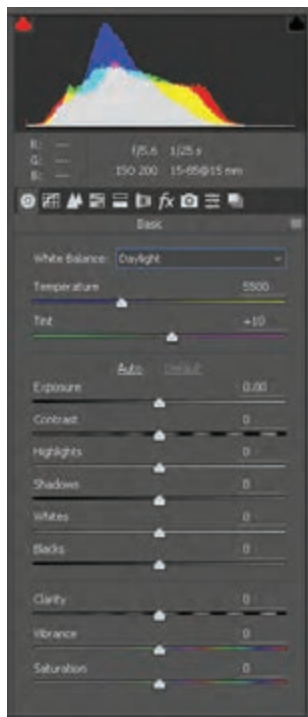 R: ---
G: ---
B: ---
f/5.6 1/25 s
ISO 200 15-85@15 mm
fx
Basic
White Balance: Daylight
Temperature 5500
Tint +10
Auto Default
Exposure 0.00
Contrast 0
Highlights 0
Shadows 0
Whites 0
Blacks 0
Clarity 0
Vibrance 0
Saturation 0